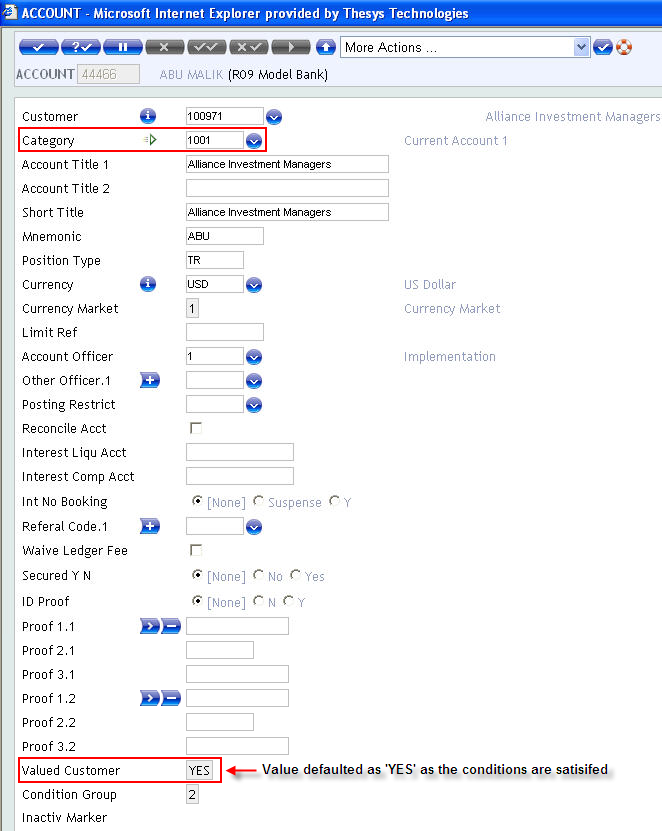 ACCOUNT - Microsoft Internet Explorer provided by Thesys Technologies
More Actions ...
ACCOUNT 44466 ABU MALIK (R09 Model Bank)
Customer 100971 Alliance Investment Managers
Category 1001 Current Account 1
Account Title 1 Alliance Investment Managers
Account Title 2
Short Title Alliance Investment Managers
Mnemonic ABU
Position Type TR
Currency USD US Dollar
Currency Market 1 Currency Market
Limit Ref
Account Officer 1 Implementation
Other Officer.1
Posting Restrict
Reconcile Acct
Interest Liqu Acct
Interest Comp Acct
Int No Booking [None] Suspense Y
Referal Code.1
Waive Ledger Fee
Secured Y N [None] No Yes
ID Proof [None] N Y
Proof 1.1
Proof 2.1
Proof 3.1
Proof 1.2
Proof 2.2
Proof 3.2
Valued Customer YES Value defaulted as 'YES' as the conditions are satisifed
Condition Group 2
Inactiv Marker